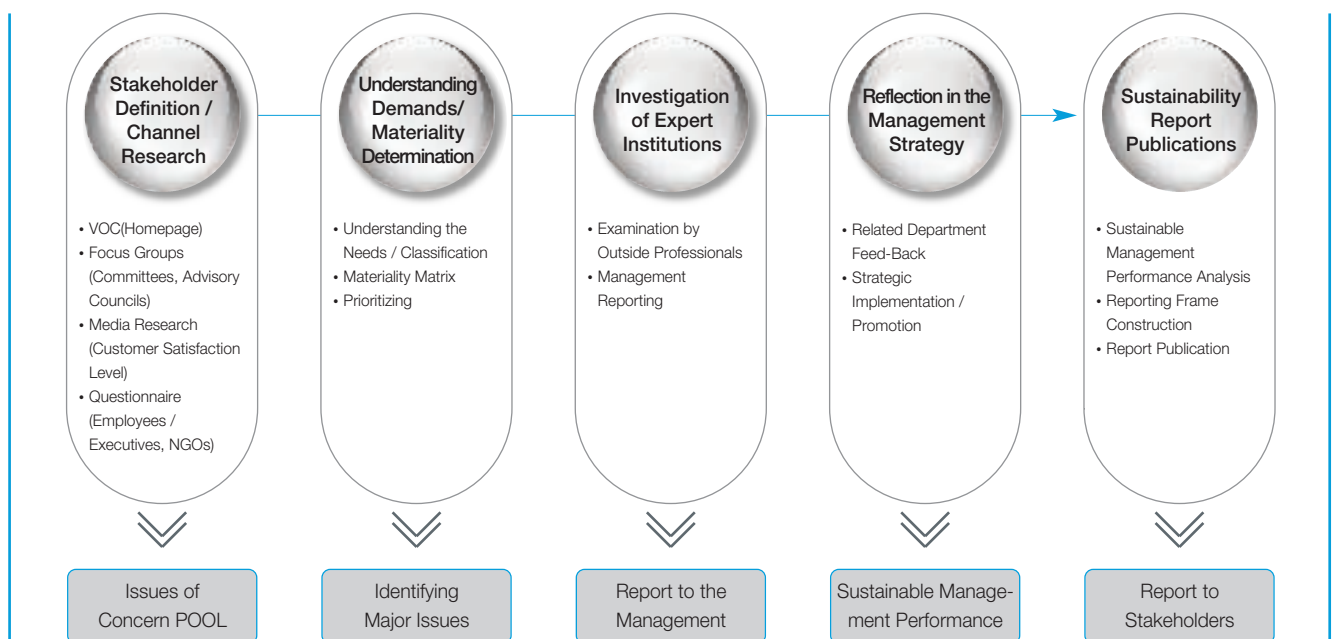 Stakeholder
Definition /
Channel
Research
• VOC(Homepage)
• Focus Groups
(Committees, Advisory
Councils)
• Media Research
(Customer Satisfaction
Level)
• Questionnaire
(Employees /
Executives, NGOs)
Issues of
Concern POOL
Understanding
Demands/
Materiality
Determination
• Understanding the
Needs / Classification
• Materiality Matrix
• Prioritizing
Identifying
Major Issues
Investigation
of Expert
Institutions
• Examination by
Outside Professionals
• Management
Reporting
Report to the
Management
Reflection in the
Management
Strategy
• Related Department
Feed-Back
• Strategic
Implementation /
Promotion
Sustainable Manage-
ment Performance
Sustainability
Report
Publications
• Sustainable
Management
Performance Analysis
• Reporting Frame
Construction
• Report Publication
Report to
Stakeholders